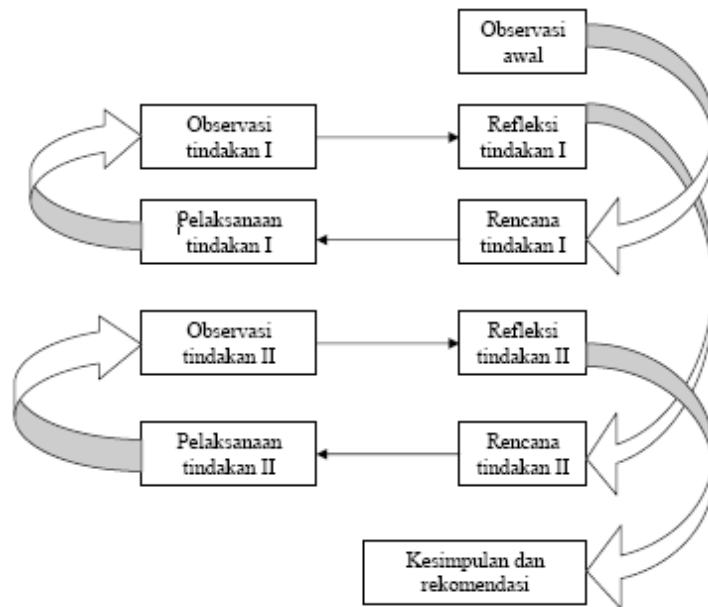 Observasi
awal
Observasi
tindakan I
Refleksi
tindakan I
Pelaksanaan
tindakan I
Rencana
tindakan I
Observasi
tindakan II
Refleksi
tindakan II
Pelaksanaan
tindakan II
Rencana
tindakan II
Kesimpulan dan
rekomendasi